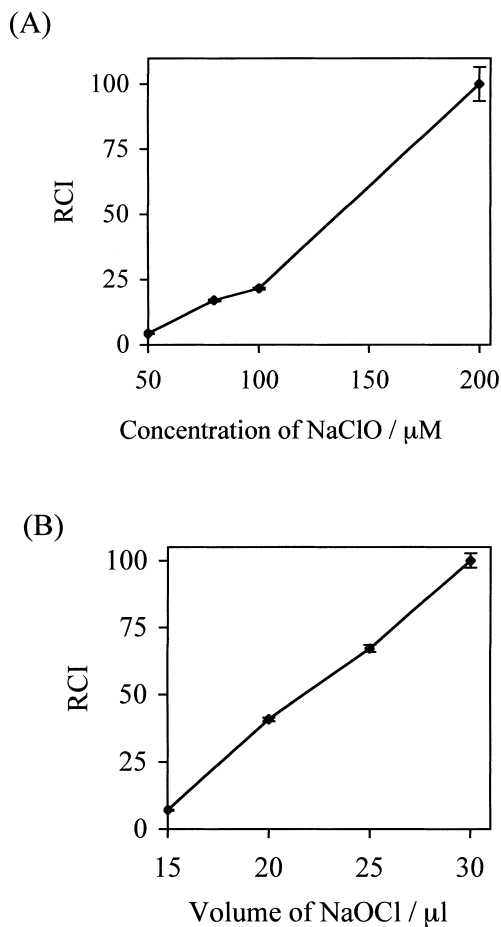 (A)
100
75
50
25
0
RCI
50 100 150 200
Concentration of NaClO / μM
(B)
100
75
50
25
0
RCI
15 20 25 30
Volume of NaOCl / μl